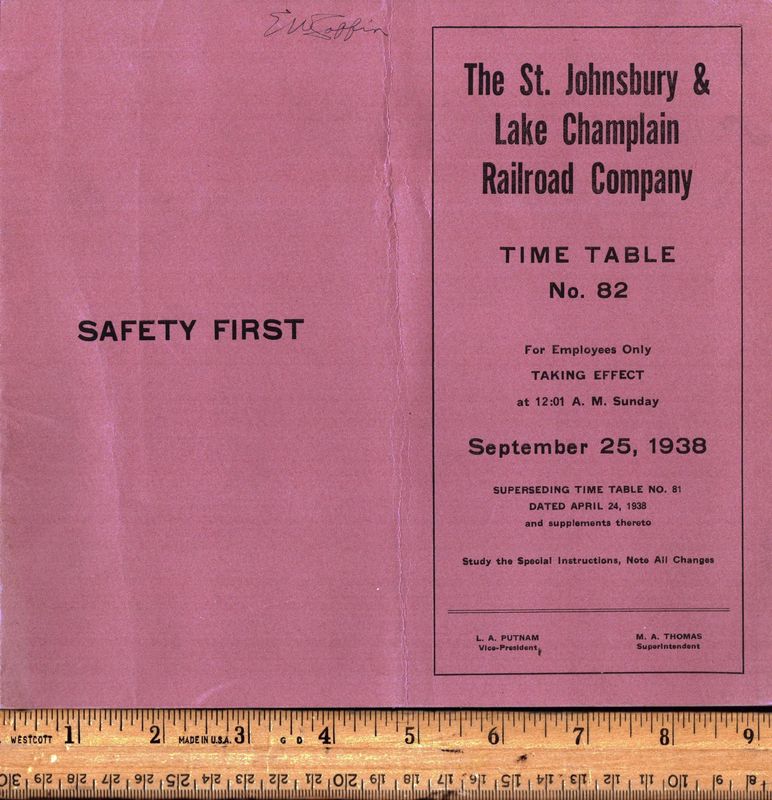 E W Coffin
SAFETY FIRST
The St. Johnsbury &
Lake Champlain
Railroad Company
TIME TABLE
No. 82
For Employees Only
TAKING EFFECT
at 12:01 A. M. Sunday
September 25, 1938
SUPERSEDING TIME TABLE NO. 81
DATED APRIL 24, 1938
and supplements thereto
Study the Special Instructions, Note All Changes
L. A. PUTNAM
Vice-President
M. A. THOMAS
Superintendent
WESTCOTT 1 2 MADE IN U.S.A. 3 G D 4 5 6 7 8 9